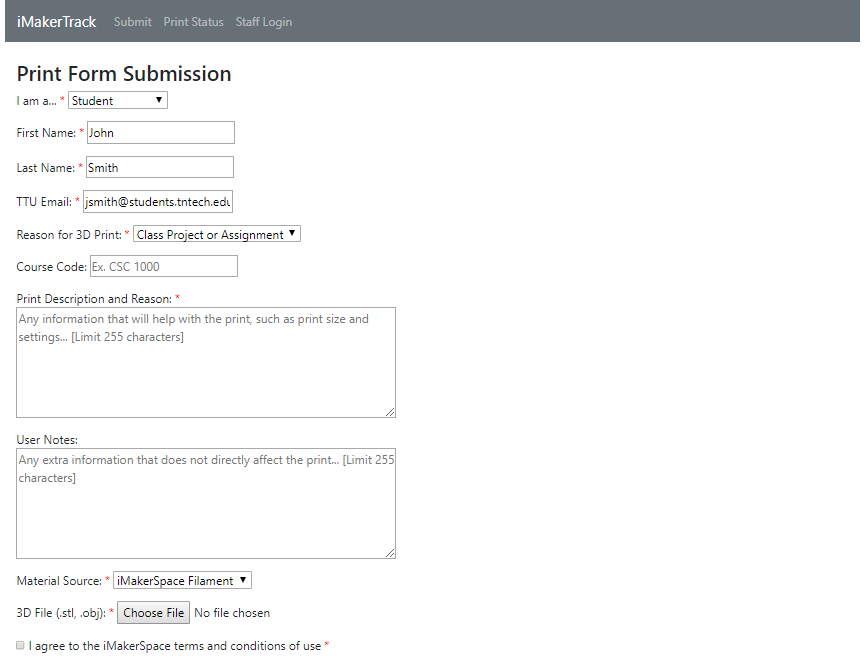 iMakerTrack Submit Print Status Staff Login
Print Form Submission
I am a... * Student
First Name: * John
Last Name: * Smith
TTU Email: * jsmith@students.tntech.edu
Reason for 3D Print: * Class Project or Assignment
Course Code: Ex. CSC 1000
Print Description and Reason: *
Any information that will help with the print, such as print size and
settings... [Limit 255 characters]
User Notes:
Any extra information that does not directly affect the print... [Limit 255
characters]
Material Source: * iMakerSpace Filament
3D File (.stl, .obj): * Choose File No file chosen
I agree to the iMakerSpace terms and conditions of use *